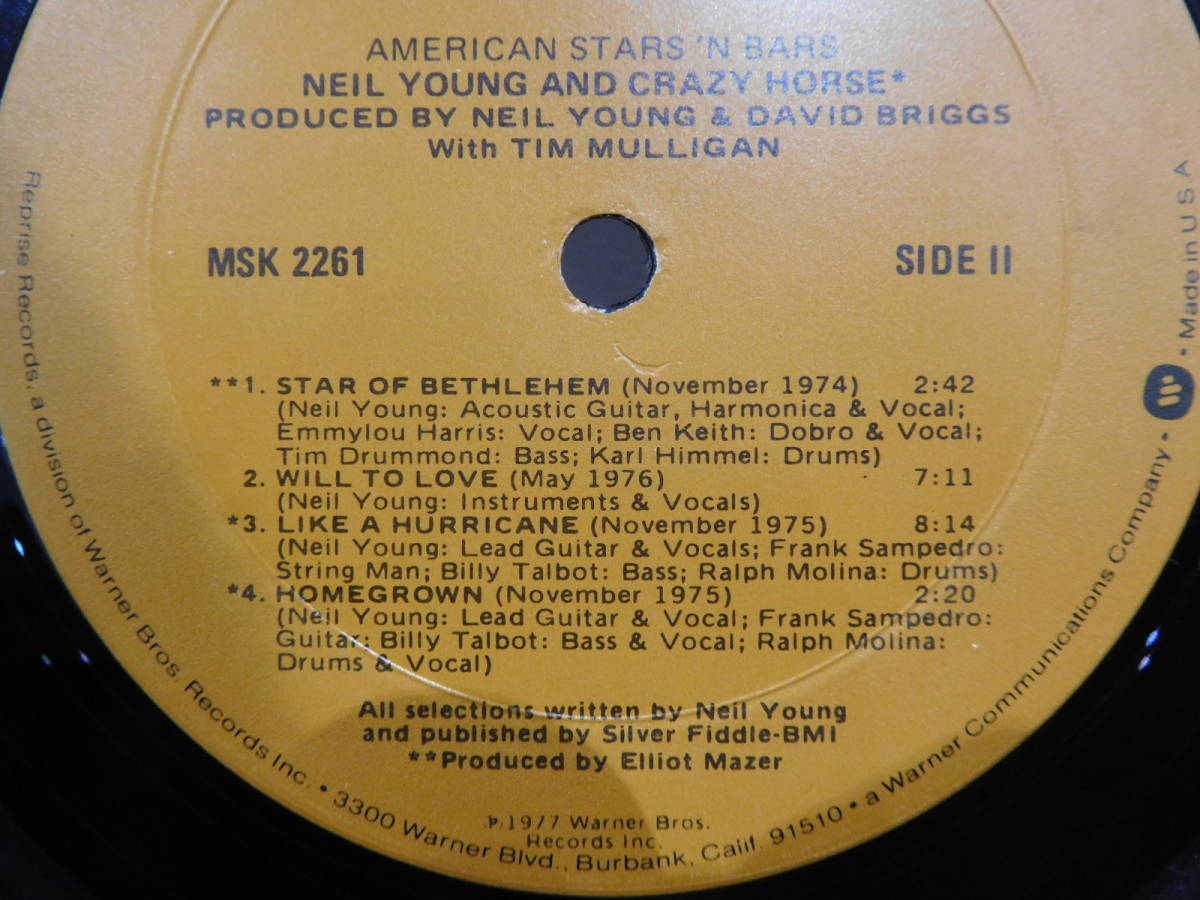 AMERICAN STARS 'N BARS
NEIL YOUNG AND CRAZY HORSE*
PRODUCED BY NEIL YOUNG & DAVID BRIGGS
With TIM MULLIGAN
MSK 2261
SIDE II
**1. STAR OF BETHLEHEM (November 1974) 2:42
(Neil Young: Acoustic Guitar, Harmonica & Vocal;
Emmylou Harris: Vocal; Ben Keith: Dobro & Vocal;
Tim Drummond: Bass; Karl Himmel: Drums)
2. WILL TO LOVE (May 1976) 7:11
(Neil Young: Instruments & Vocals)
*3. LIKE A HURRICANE (November 1975) 8:14
(Neil Young: Lead Guitar & Vocals; Frank Sampedro:
String Man; Billy Talbot: Bass; Ralph Molina: Drums)
*4. HOMEGROWN (November 1975) 2:20
(Neil Young: Lead Guitar & Vocal; Frank Sampedro:
Guitar; Billy Talbot: Bass & Vocal; Ralph Molina:
Drums & Vocal)
All selections written by Neil Young
and published by Silver Fiddle-BMI
**Produced by Elliot Mazer
℗ 1977 Warner Bros.
Records Inc.
Reprise Records, a division of Warner Bros. Records Inc. • 3300 Warner Blvd., Burbank, Calif. 91510 • a Warner Communications Company • W • Made in U S A